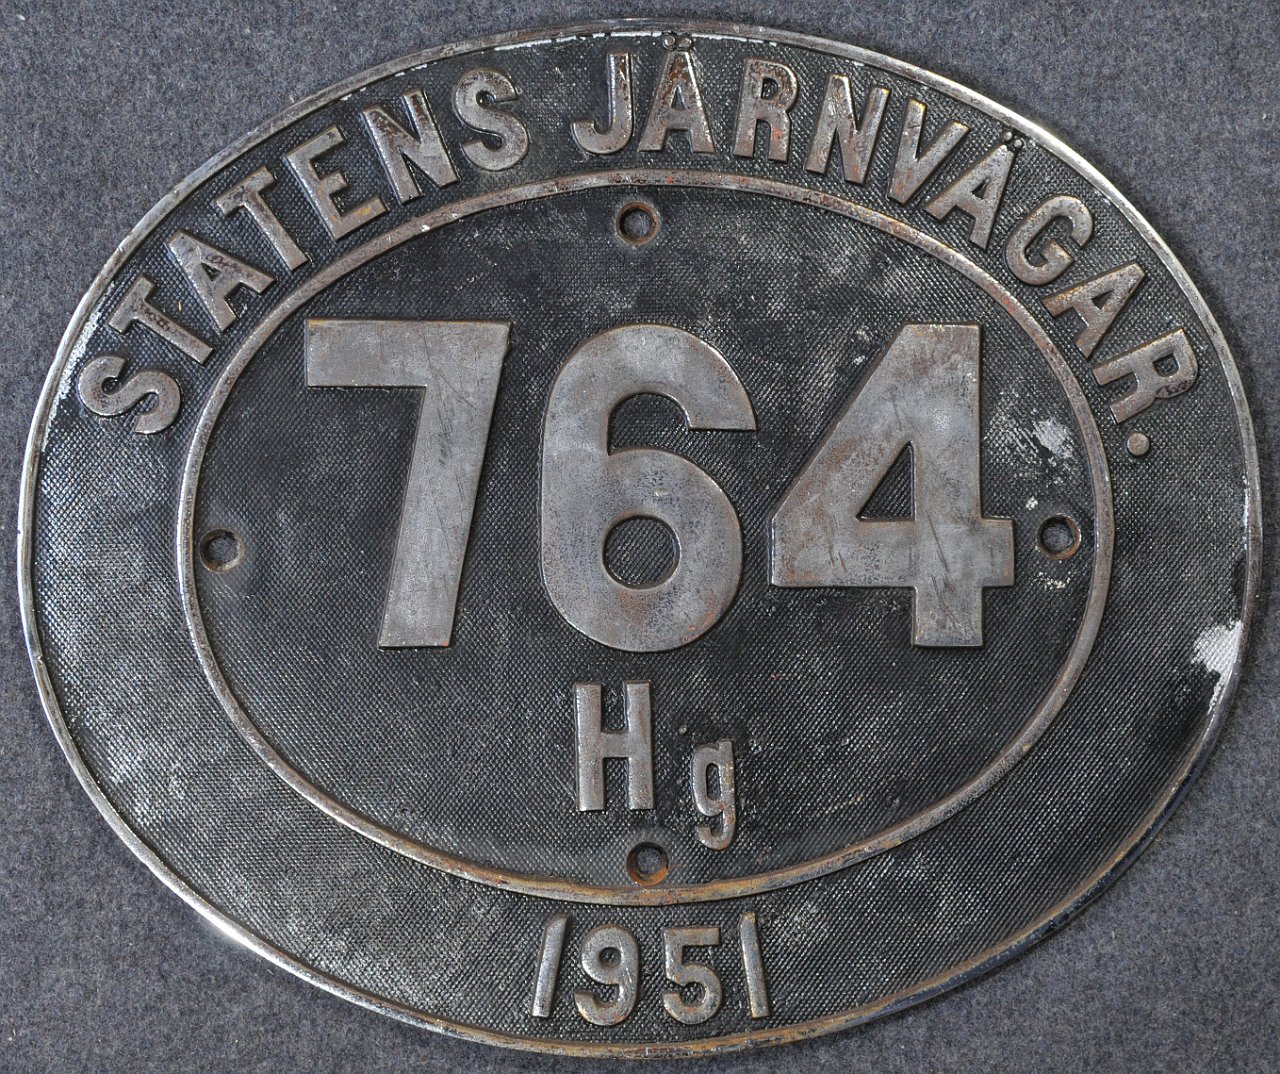 STATENS JÄRNVÄGAR.
764
Hg
1951